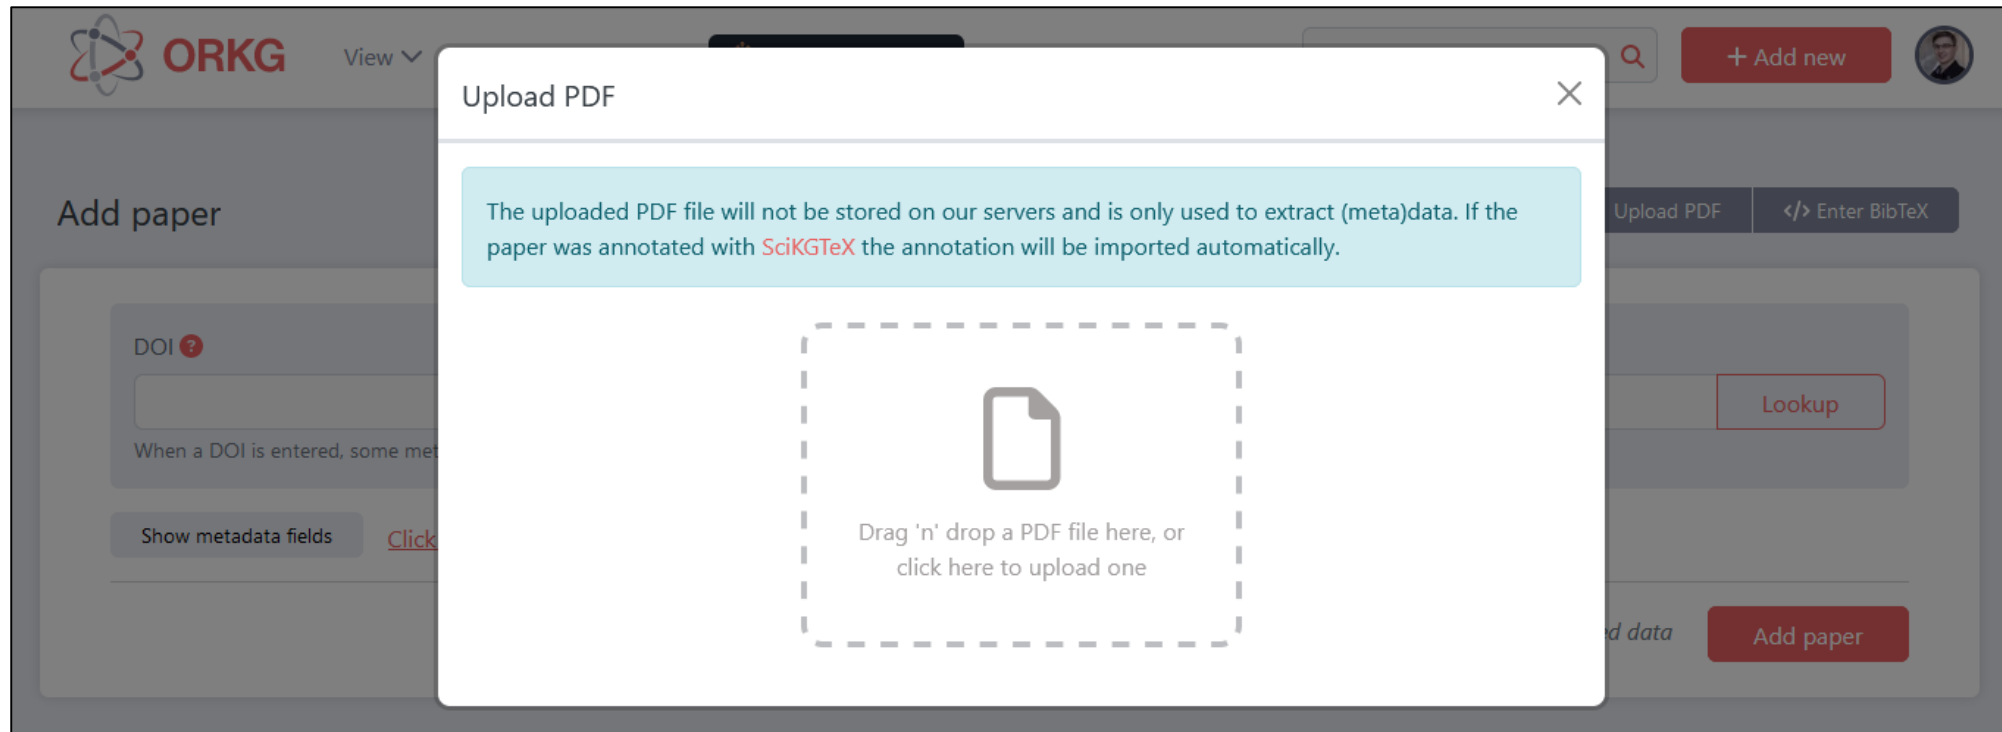 ORKG
View
+ Add new
Upload PDF
Add paper
The uploaded PDF file will not be stored on our servers and is only used to extract (meta)data. If the
paper was annotated with SciKGTeX the annotation will be imported automatically.
Upload PDF
</> Enter BibTeX
DOI
Lookup
When a DOI is entered, some
Show metadata fields
Click
Drag 'n' drop a PDF file here, or
click here to upload one
data
Add paper